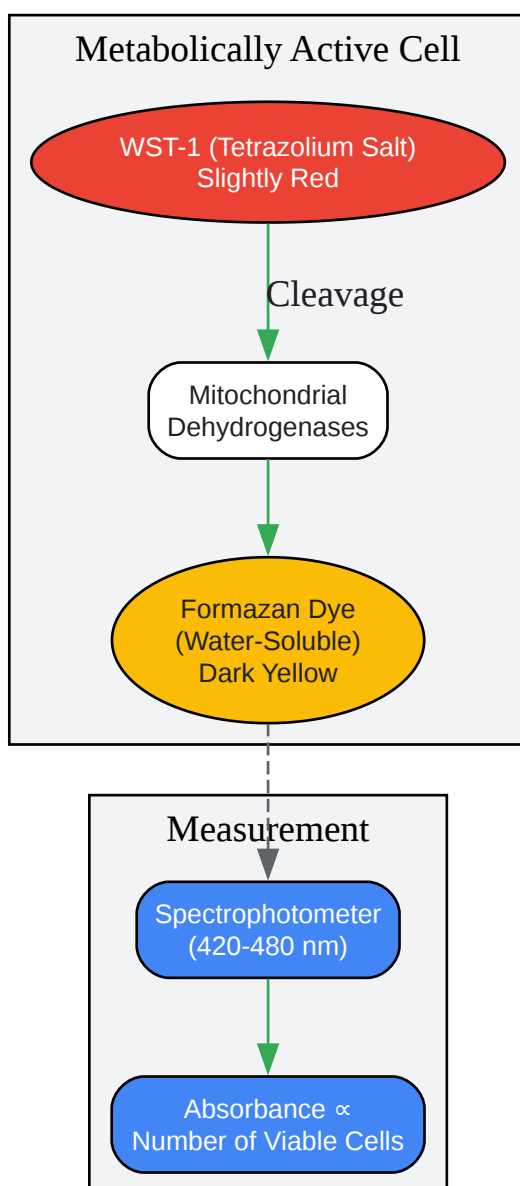 Metabolically Active Cell
WST-1 (Tetrazolium Salt)
Slightly Red
Cleavage
Mitochondrial
Dehydrogenases
Formazan Dye
(Water-Soluble)
Dark Yellow
Measurement
Spectrophotometer
(420-480 nm)
Absorbance ∝
Number of Viable Cells